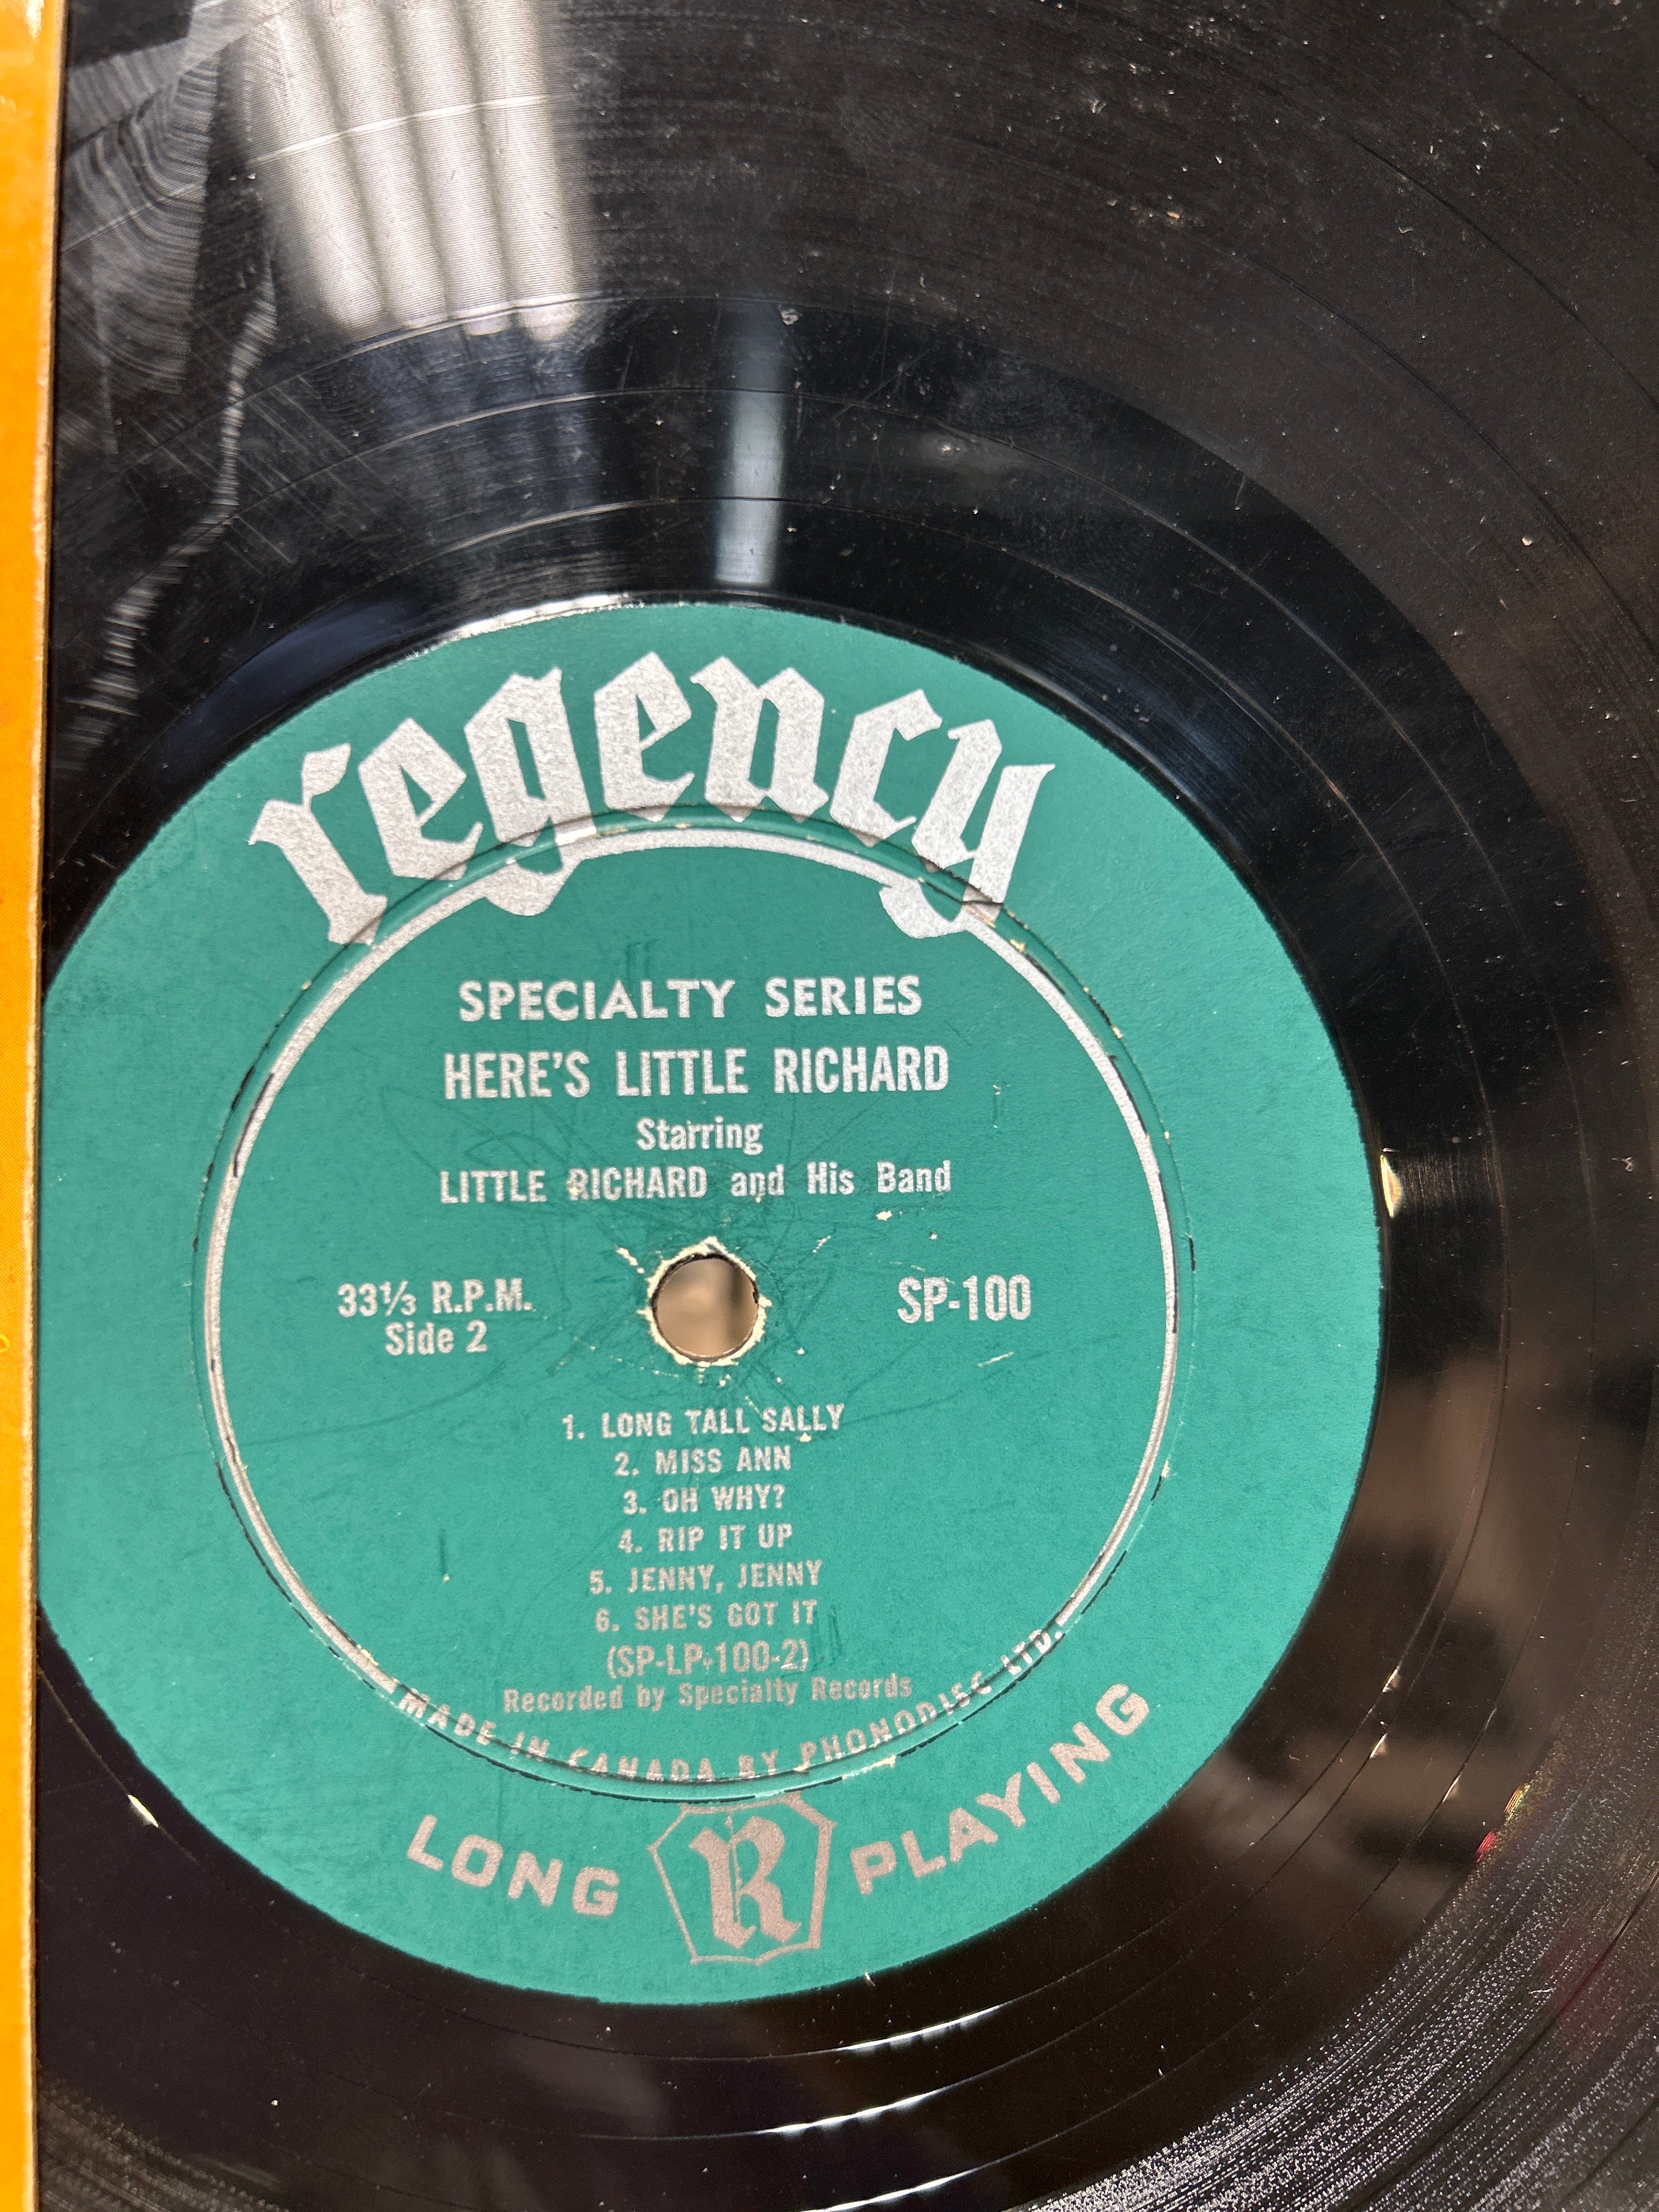 regency
SPECIALTY SERIES
HERE'S LITTLE RICHARD
Starring
LITTLE RICHARD and His Band
33⅓ R.P.M.
Side 2
SP-100
1. LONG TALL SALLY
2. MISS ANN
3. OH WHY?
4. RIP IT UP
5. JENNY, JENNY
6. SHE'S GOT IT
(SP-LP-100-2)
Recorded by Specialty Records
MADE IN CANADA BY PHONODISC LTD.
LONG R PLAYING